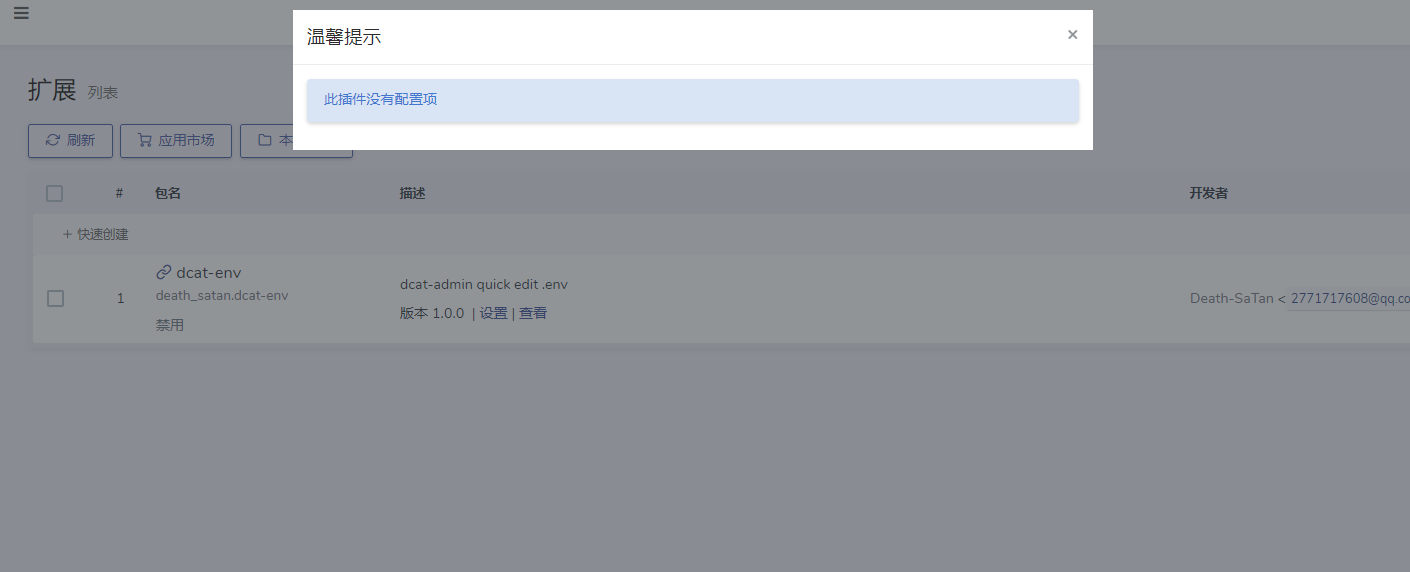 温馨提示
×
此插件没有配置项
扩展 列表
刷新 应用市场 本
# 包名 描述 开发者
+ 快速创建
dcat-env
death_satan.dcat-env
禁用
1
dcat-admin quick edit .env
版本 1.0.0 | 设置 | 查看
Death-SaTan < 2771717608@qq.co